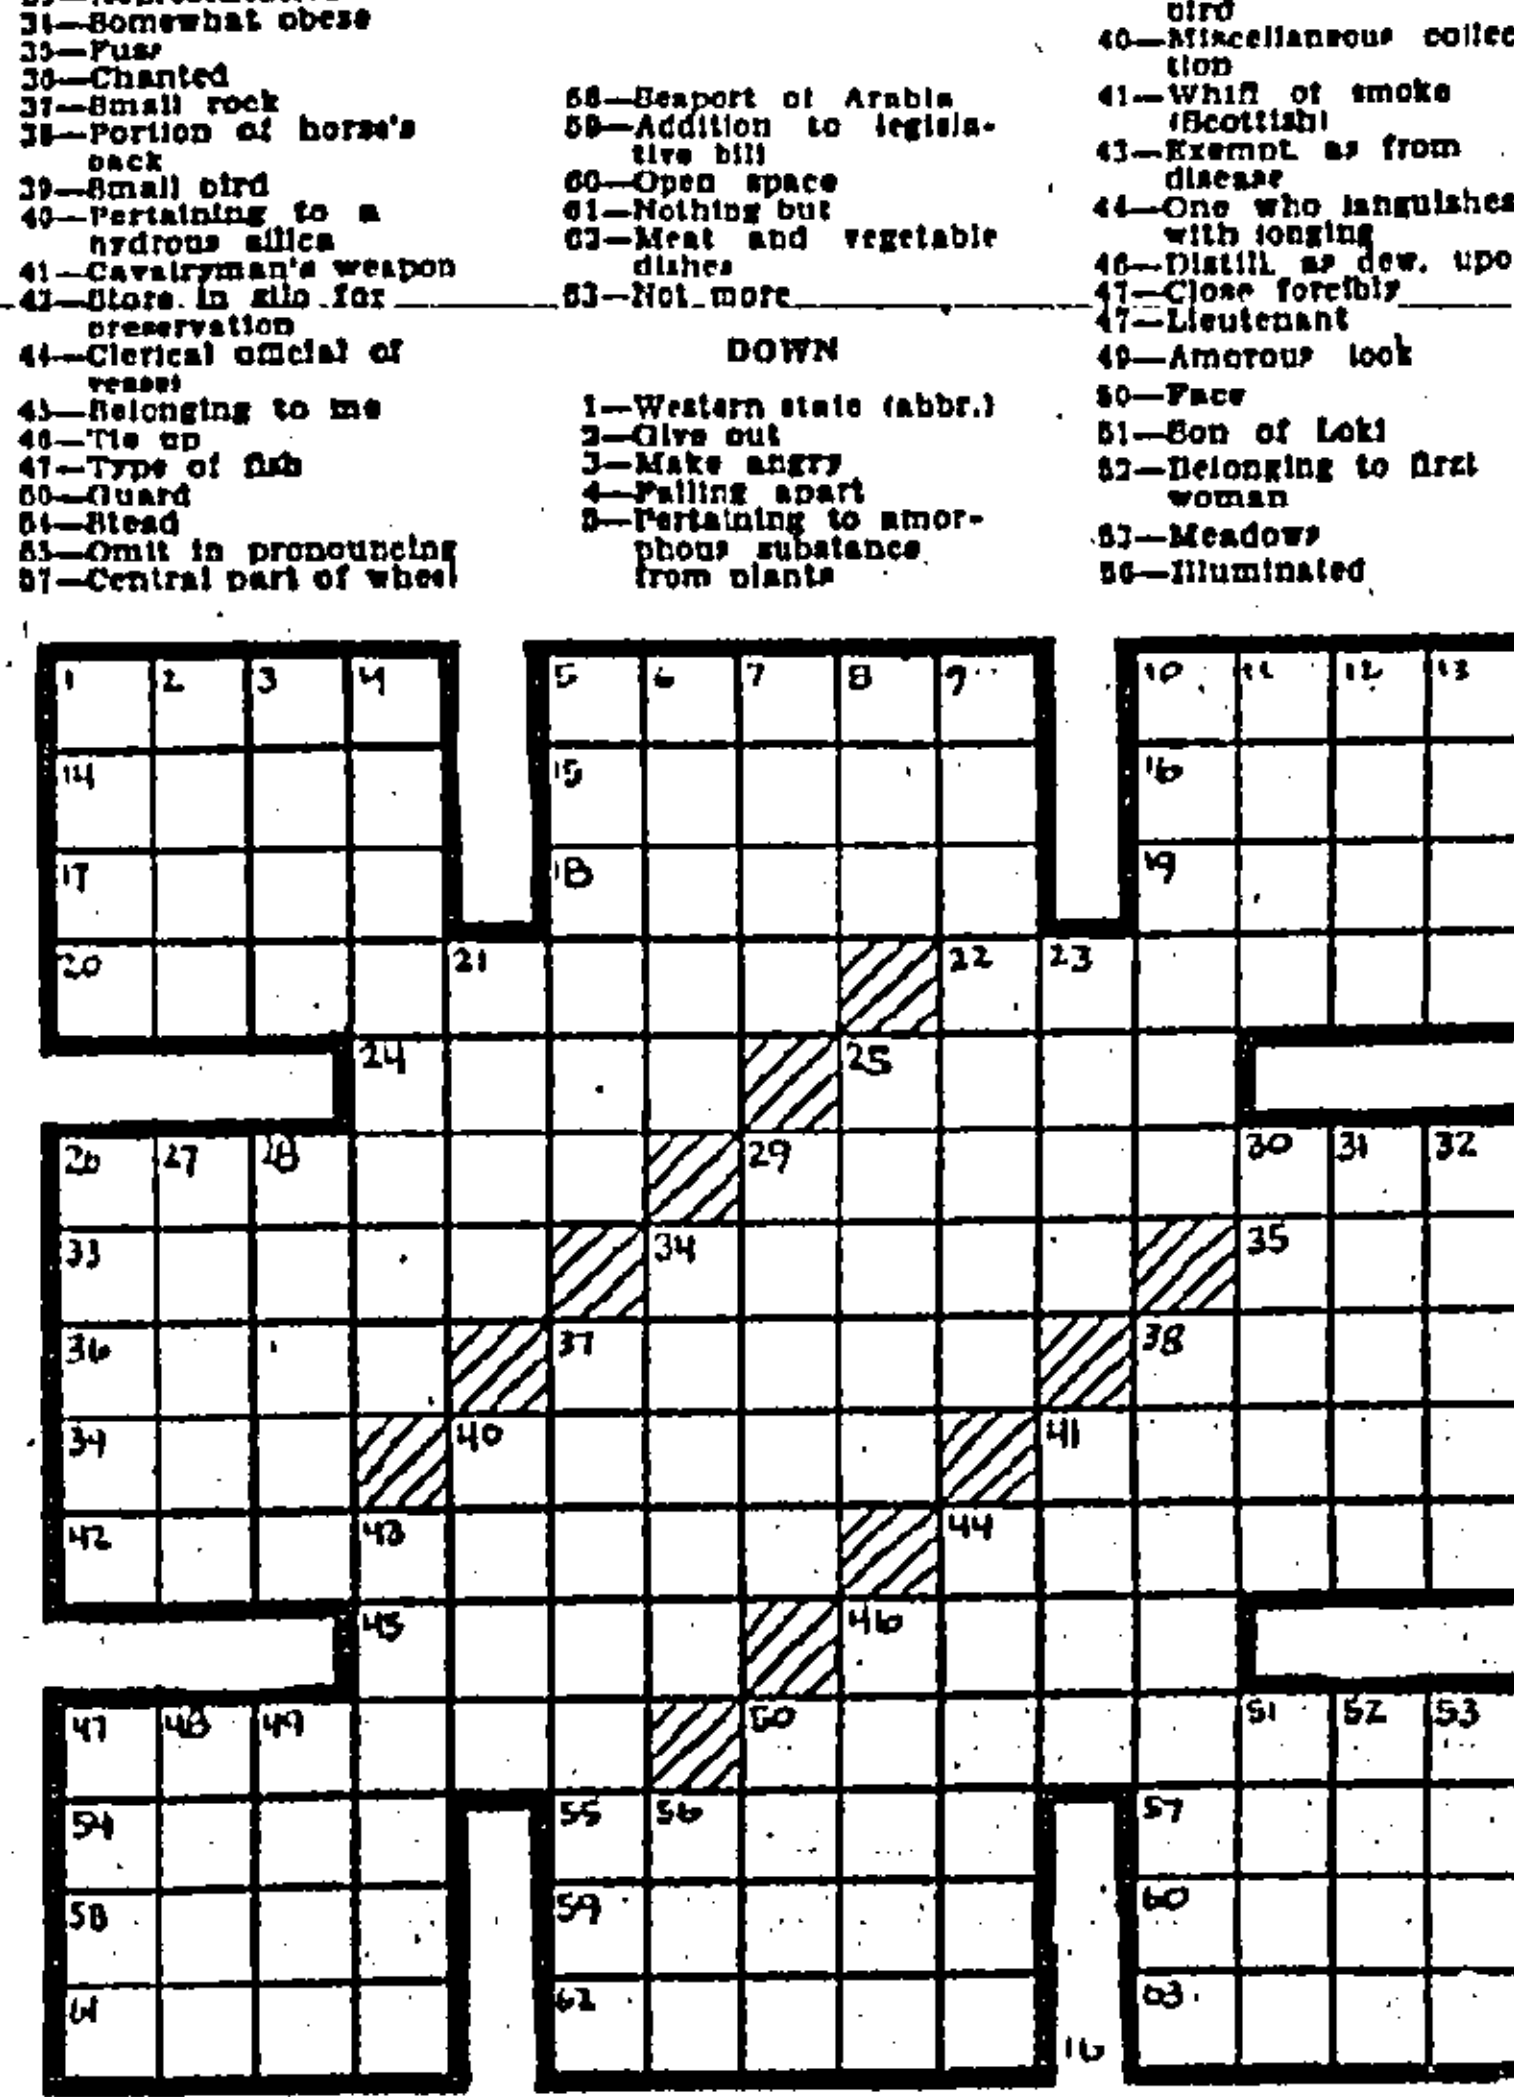 34—Somewhat obese
35—Fuss
36—Chanted
37—Small rock
38—Portion of horse's
back
39—Small bird
40—Pertaining to a
hydrous silica
41—Cavalryman's weapon
42—Store in silo for
preservation
44—Clerical official of
vessel
45—Belonging to me
46—Tie up
47—Type of fish
50—Guard
54—Stead
55—Omit in pronouncing
57—Central part of wheel
58—Seaport of Arabia
59—Addition to legisla-
tive bill
60—Open space
61—Nothing but
62—Meat and vegetable
dishes
63—Not more
DOWN
1—Western state (abbr.)
2—Give out
3—Make angry
4—Falling apart
5—Pertaining to amor-
phous substance
from plants
bird
40—Miscellaneous collec
tion
41—Whiff of smoke
(Scottish)
43—Exempt as from
disease
44—One who languishes
with longing
46—Distill, as dew, upo
47—Close forcibly
47—Lieutenant
49—Amorous look
50—Face
51—Son of Loki
52—Belonging to first
woman
53—Meadows
56—Illuminated
1 2 3 4 5 6 7 8 9 10 11 12 13
14 15 16
17 18 19
20 21 22 23
24 25
26 27 28 29 30 31 32
33 34 35
36 37 38
39 40 41
42 43 44
45 46
47 48 49 50 51 52 53
54 55 56 57
58 59 60
61 62 63
16